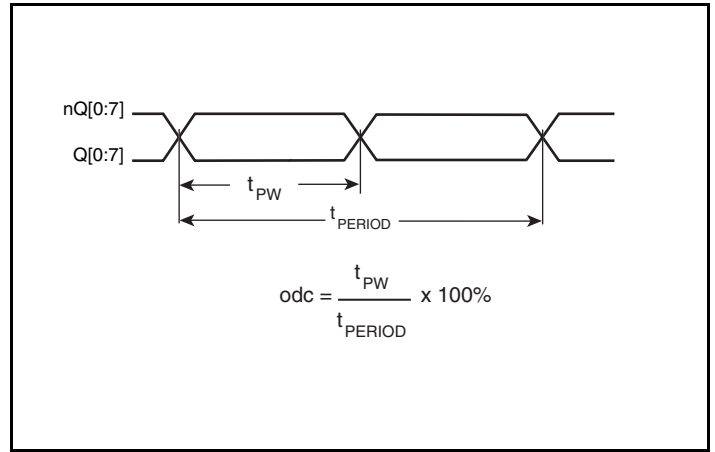 nQ[0:7]
Q[0:7]
tPW
tPERIOD
tPW
odc = x 100%
tPERIOD